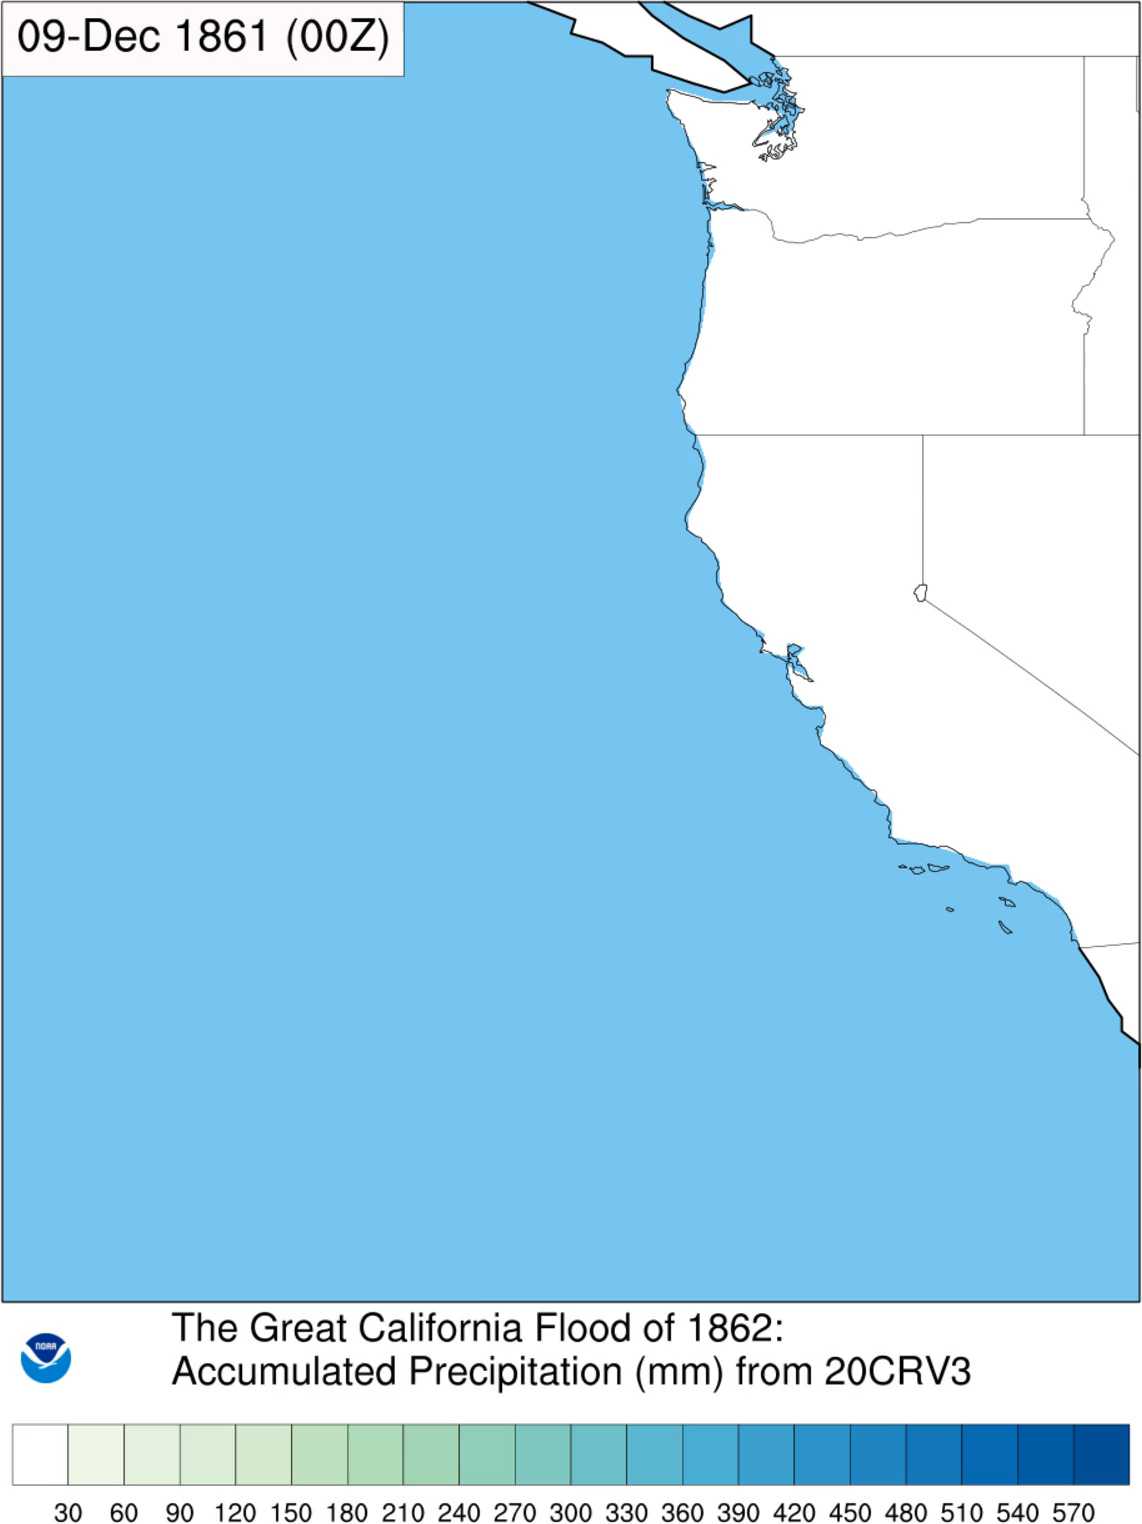 09-Dec 1861 (00Z)
NOAA
The Great California Flood of 1862:
Accumulated Precipitation (mm) from 20CRV3
30 60 90 120 150 180 210 240 270 300 330 360 390 420 450 480 510 540 570